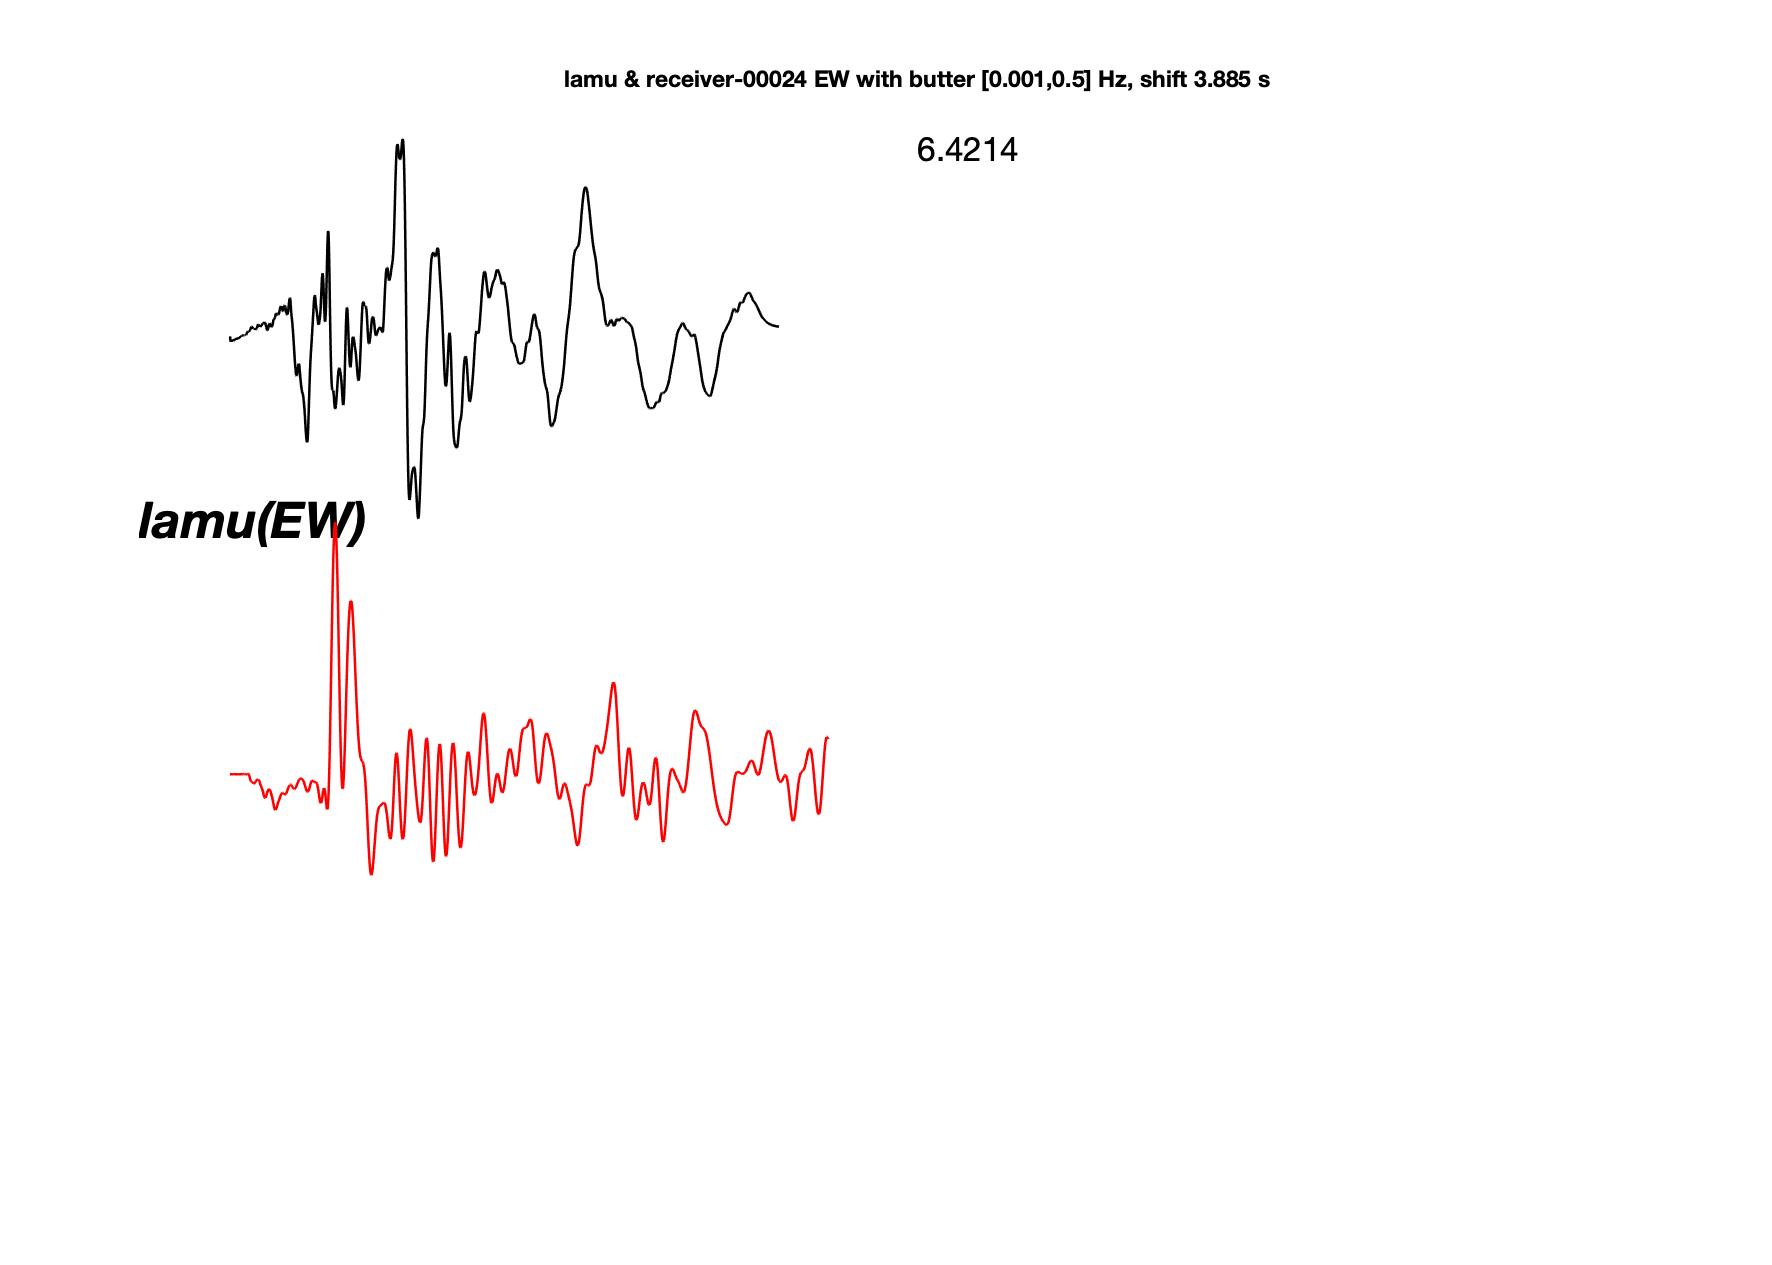 lamu & receiver-00024 EW with butter [0.001,0.5] Hz, shift 3.885 s
6.4214
lamu(EW)